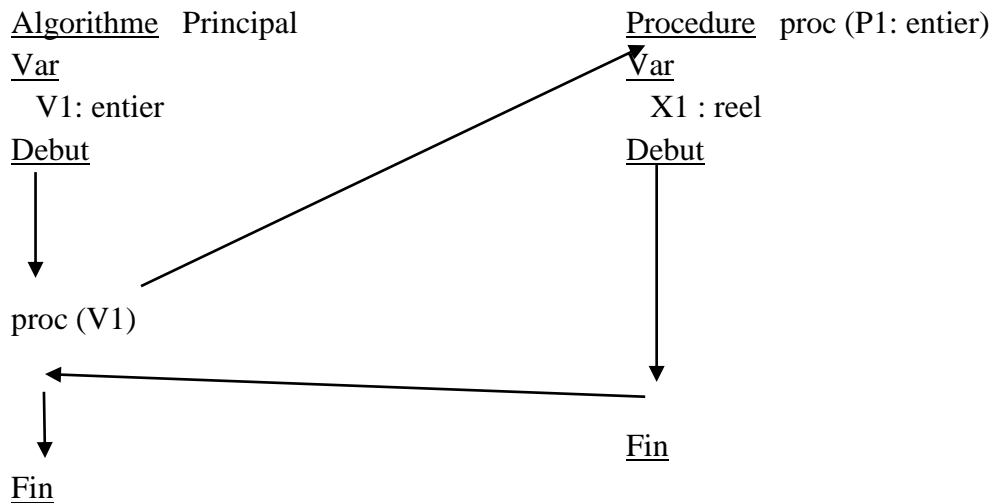 Algorithme Principal
Var
V1: entier
Debut
proc (V1)
Fin
Procedure proc (P1: entier)
Var
X1 : reel
Debut
Fin